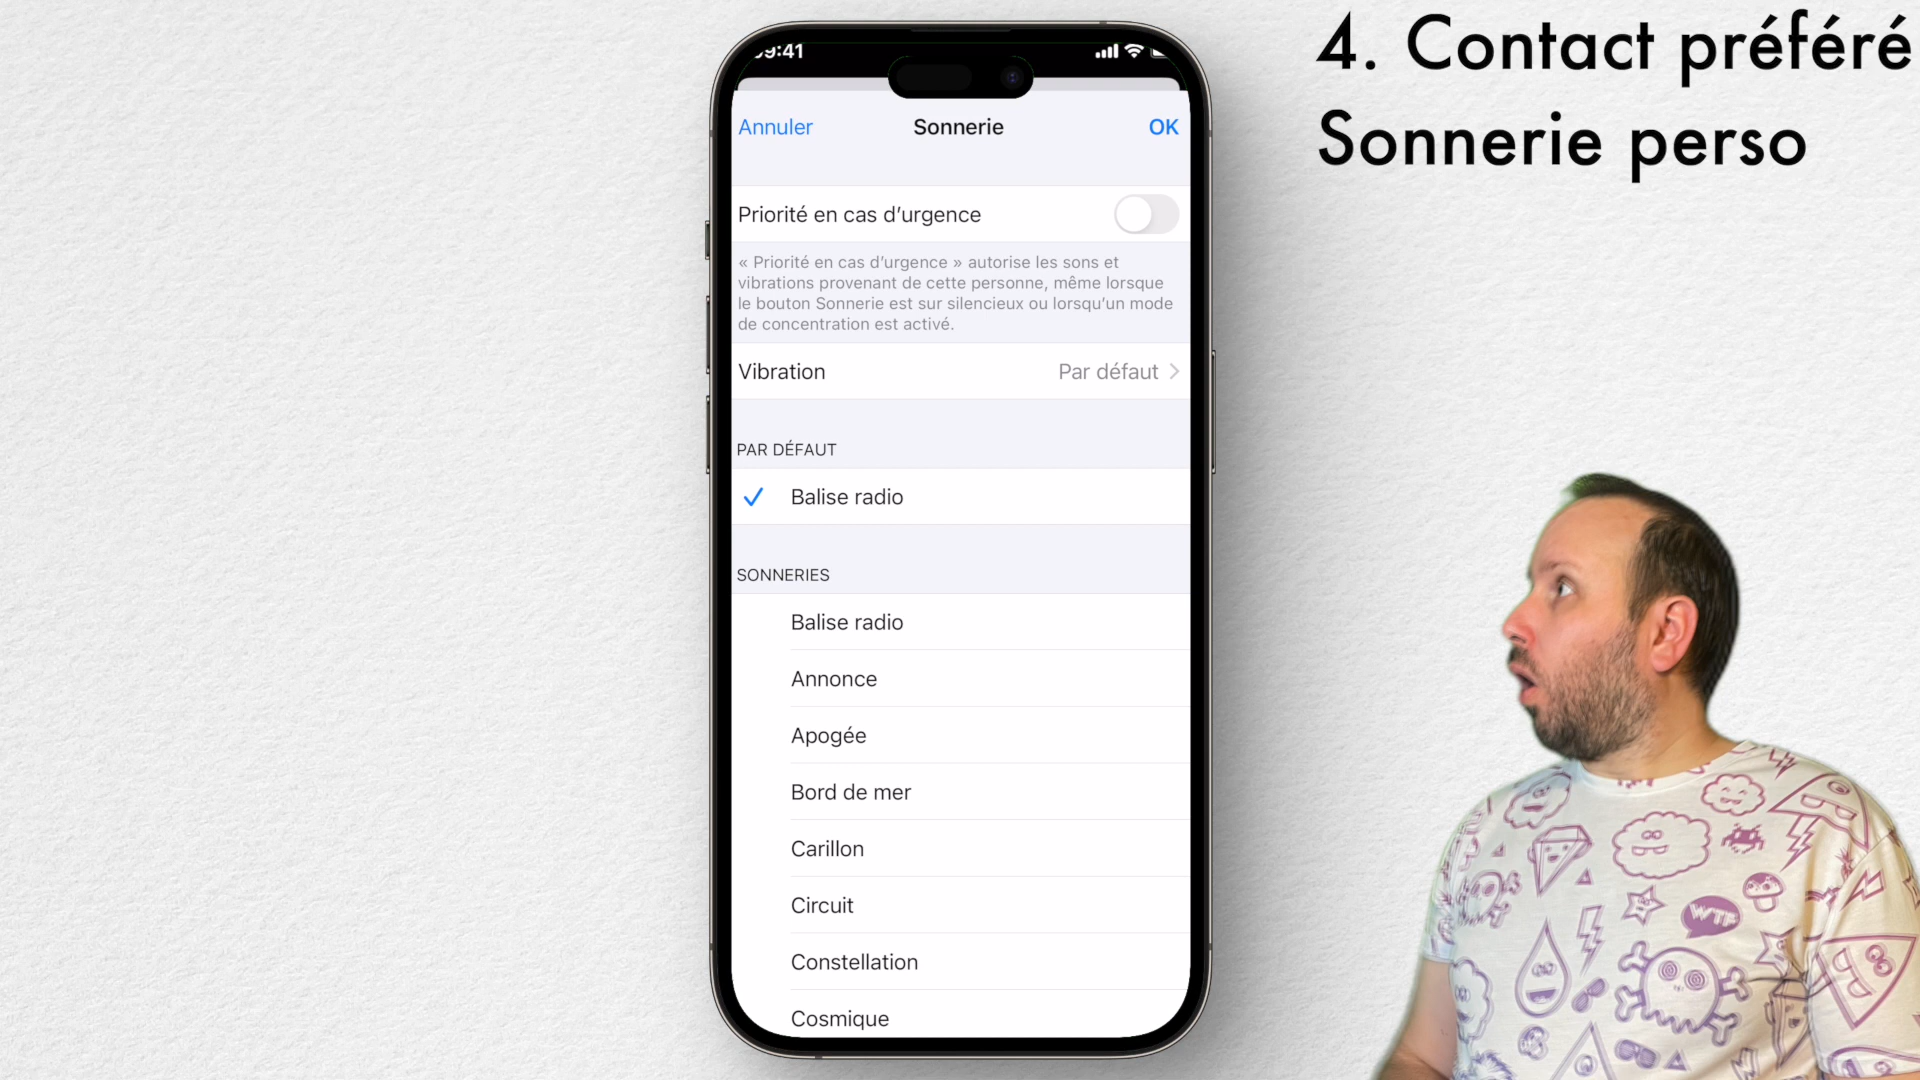 4. Contact préféré
Sonnerie perso
9:41
Annuler
Sonnerie
OK
Priorité en cas d’urgence
« Priorité en cas d’urgence » autorise les sons et
vibrations provenant de cette personne, même lorsque
le bouton Sonnerie est sur silencieux ou lorsqu’un mode
de concentration est activé.
Vibration
Par défaut
PAR DÉFAUT
Balise radio
SONNERIES
Balise radio
Annonce
Apogée
Bord de mer
Carillon
Circuit
Constellation
Cosmique
WTF